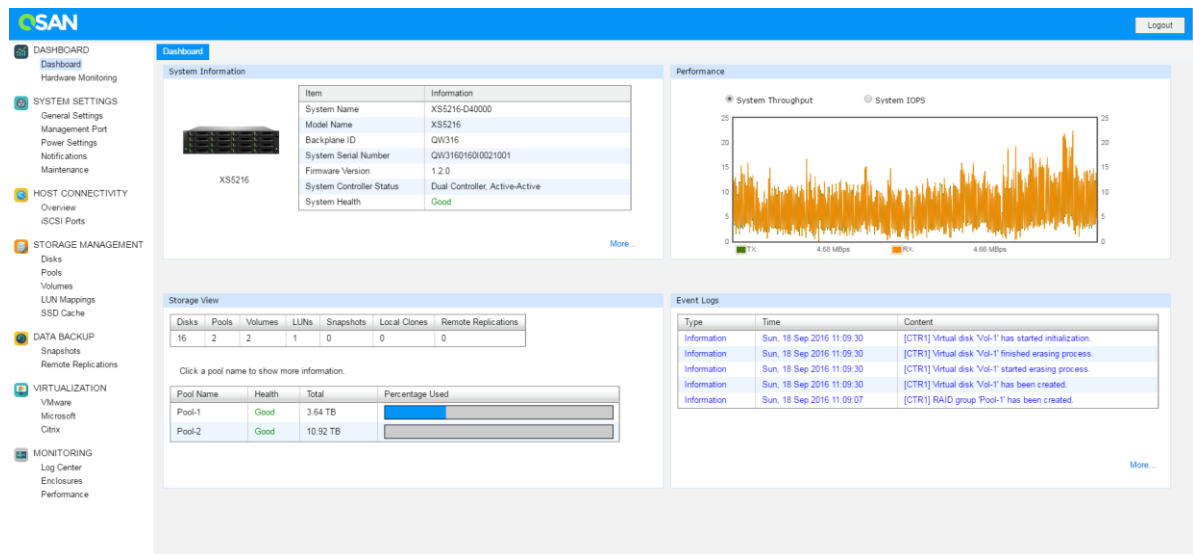 QSAN
Logout
DASHBOARD
Dashboard
Hardware Monitoring
SYSTEM SETTINGS
General Settings
Management Port
Power Settings
Notifications
Maintenance
HOST CONNECTIVITY
Overview
iSCSI Ports
STORAGE MANAGEMENT
Disks
Pools
Volumes
LUN Mappings
SSD Cache
DATA BACKUP
Snapshots
Remote Replications
VIRTUALIZATION
VMware
Microsoft
Citrix
MONITORING
Log Center
Enclosures
Performance
Dashboard
System Information
XS5216
Item Information
System Name XS5216-D40000
Model Name XS5216
Backplane ID QW316
System Serial Number QW3160160I0021001
Firmware Version 1.2.0
System Controller Status Dual Controller, Active-Active
System Health Good
More...
Performance
System Throughput System IOPS
25 25
20 20
15 15
10 10
5 5
0 0
TX: 4.68 MBps RX: 4.66 MBps
Storage View
Disks Pools Volumes LUNs Snapshots Local Clones Remote Replications
16 2 2 1 0 0 0
Click a pool name to show more information.
Pool Name Health Total Percentage Used
Pool-1 Good 3.64 TB
Pool-2 Good 10.92 TB
Event Logs
Type Time Content
Information Sun, 18 Sep 2016 11:09:30 [CTR1] Virtual disk 'Vol-1' has started initialization.
Information Sun, 18 Sep 2016 11:09:30 [CTR1] Virtual disk 'Vol-1' finished erasing process.
Information Sun, 18 Sep 2016 11:09:30 [CTR1] Virtual disk 'Vol-1' started erasing process.
Information Sun, 18 Sep 2016 11:09:30 [CTR1] Virtual disk 'Vol-1' has been created.
Information Sun, 18 Sep 2016 11:09:07 [CTR1] RAID group 'Pool-1' has been created.
More...